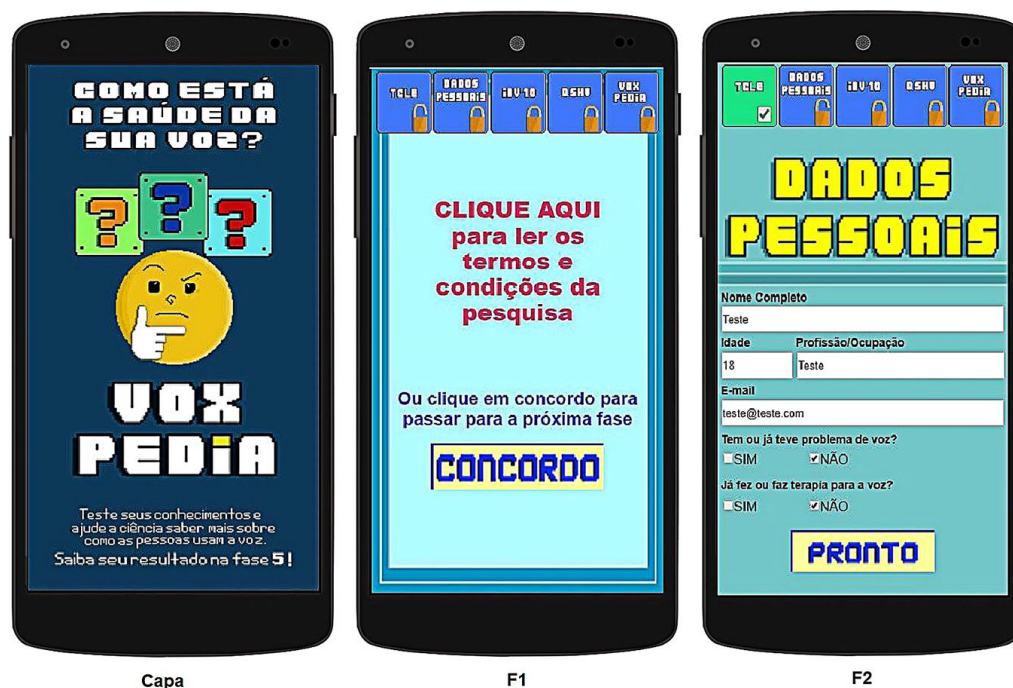 COMO ESTÁ
A SAÚDE DA
SUA VOZ?
? ? ?
VOX
PEDiA
Teste seus conhecimentos e
ajude a ciência saber mais sobre
como as pessoas usam a voz.
Saiba seu resultado na fase 5!
Capa
TCLE
DADOS
PESSOAiS
iDV-10
QSHV
VOX
PÉDiA
CLIQUE AQUI
para ler os
termos e
condições da
pesquisa
Ou clique em concordo para
passar para a próxima fase
CONCORDO
F1
TCLE
DADOS
PESSOAiS
iDV-10
QSHV
VOX
PÉDiA
DADOS
PESSOAiS
Nome Completo
Teste
Idade Profissão/Ocupação
18 Teste
E-mail
teste@teste.com
Tem ou já teve problema de voz?
SIM NÃO
Já fez ou faz terapia para a voz?
SIM NÃO
PRONTO
F2